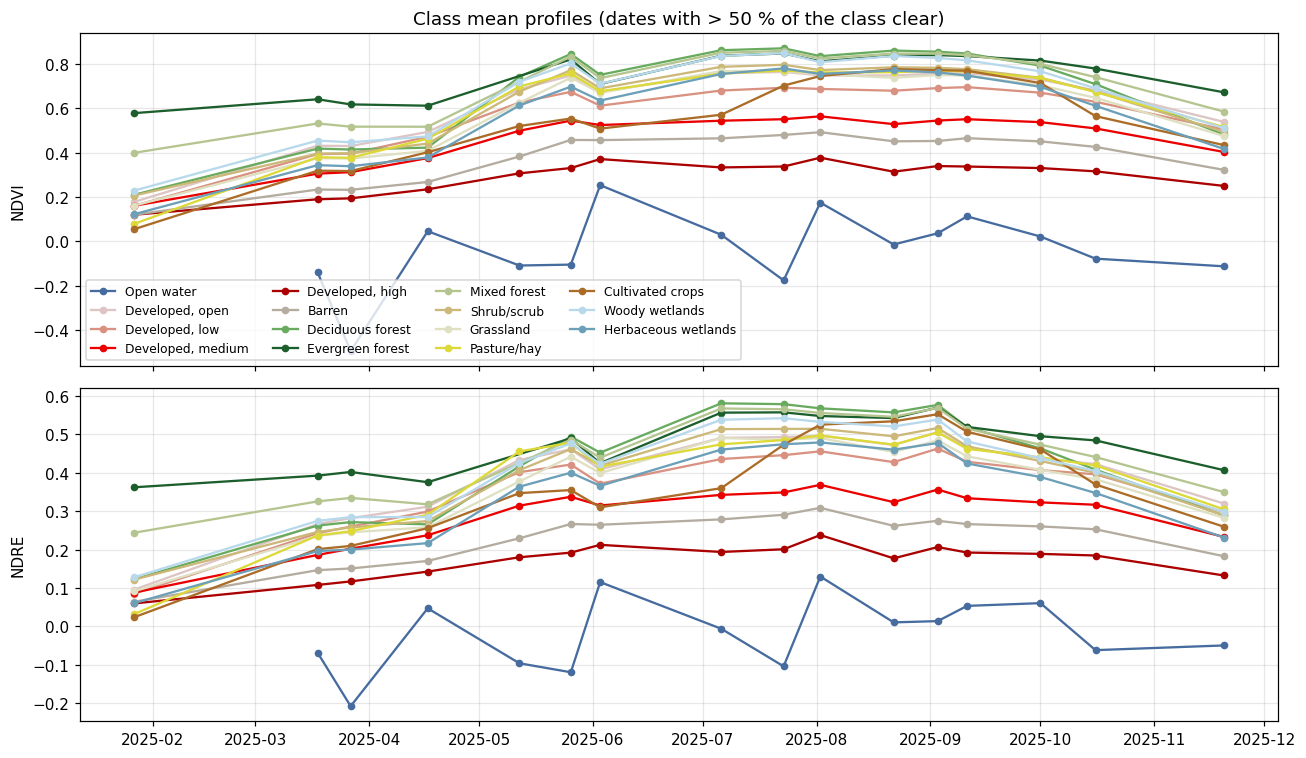 Class mean profiles (dates with > 50 % of the class clear)
NDVI
0.8
0.6
0.4
0.2
0.0
−0.2
−0.4
Open water
Developed, open
Developed, low
Developed, medium
Developed, high
Barren
Deciduous forest
Evergreen forest
Mixed forest
Shrub/scrub
Grassland
Pasture/hay
Cultivated crops
Woody wetlands
Herbaceous wetlands
NDRE
0.6
0.5
0.4
0.3
0.2
0.1
0.0
−0.1
−0.2
2025-02 2025-03 2025-04 2025-05 2025-06 2025-07 2025-08 2025-09 2025-10 2025-11 2025-12